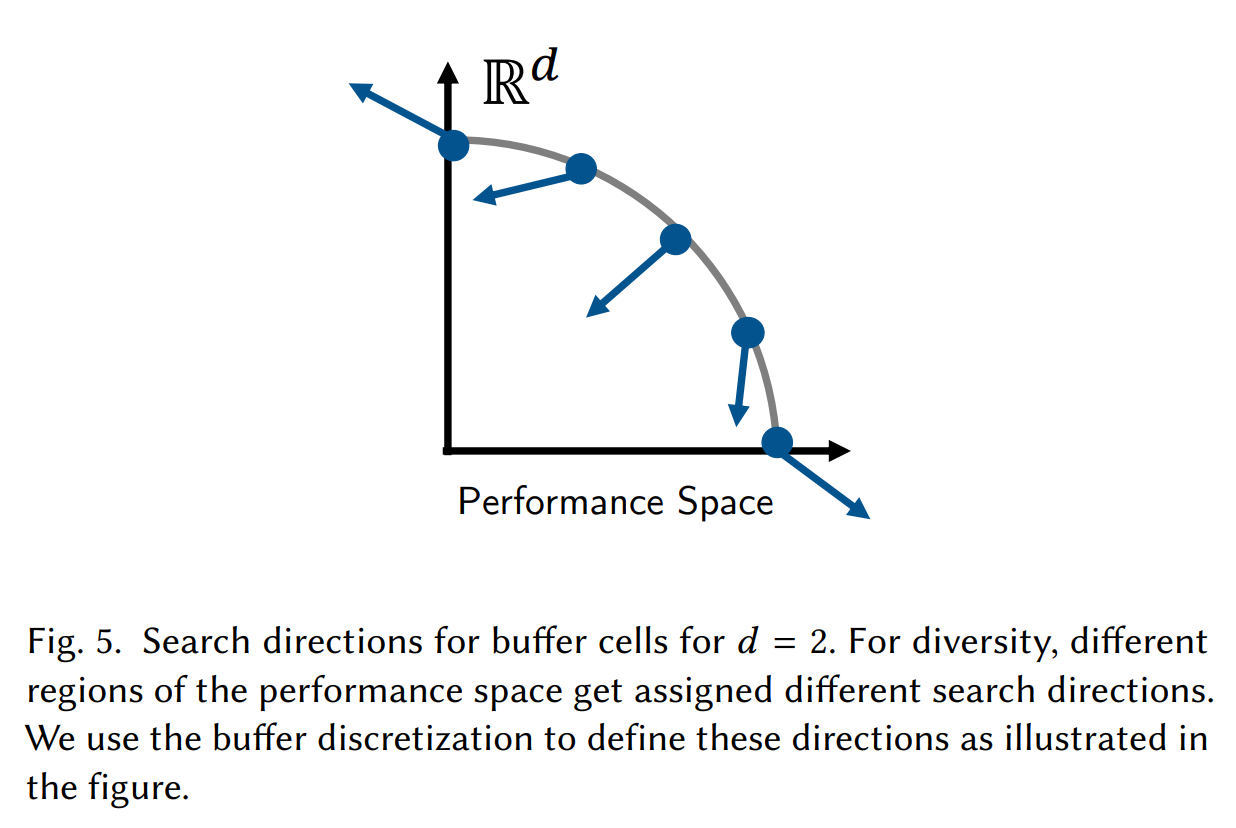 ℝᵈ
Performance Space
Fig. 5. Search directions for buffer cells for d = 2. For diversity, different
regions of the performance space get assigned different search directions.
We use the buffer discretization to define these directions as illustrated in
the figure.